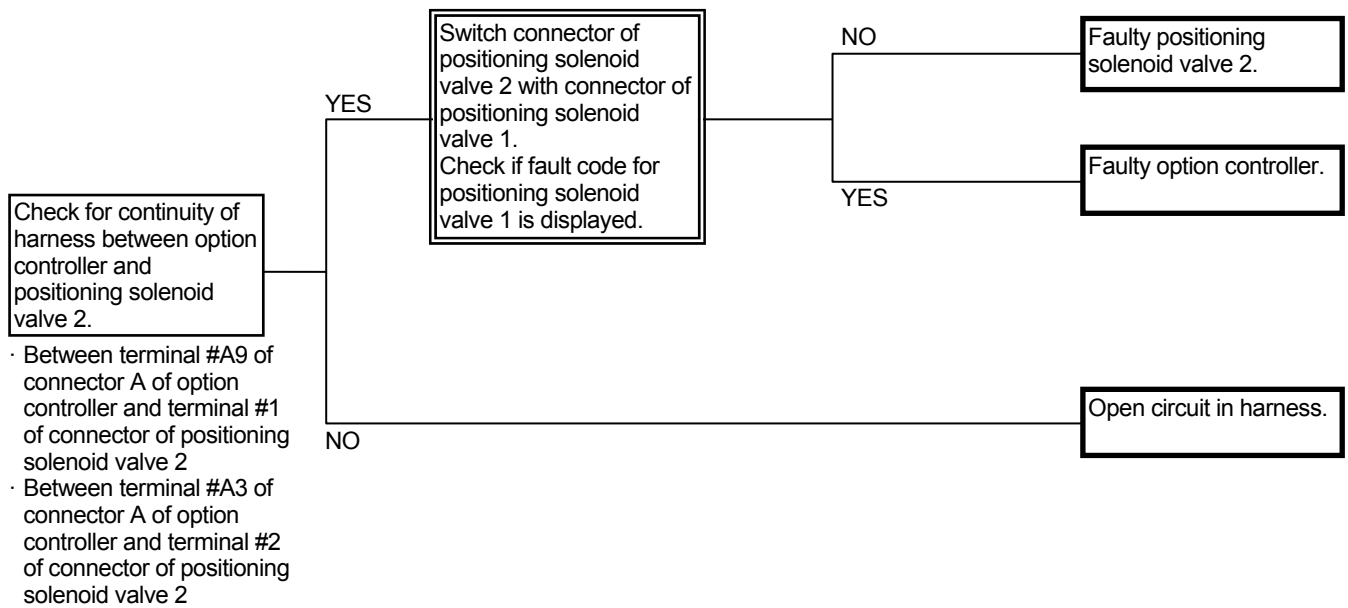 Check for continuity of
harness between option
controller and
positioning solenoid
valve 2.
· Between terminal #A9 of
connector A of option
controller and terminal #1
of connector of positioning
solenoid valve 2
· Between terminal #A3 of
connector A of option
controller and terminal #2
of connector of positioning
solenoid valve 2
YES
Switch connector of
positioning solenoid
valve 2 with connector of
positioning solenoid
valve 1.
Check if fault code for
positioning solenoid
valve 1 is displayed.
NO
Faulty positioning
solenoid valve 2.
YES
Faulty option controller.
NO
Open circuit in harness.